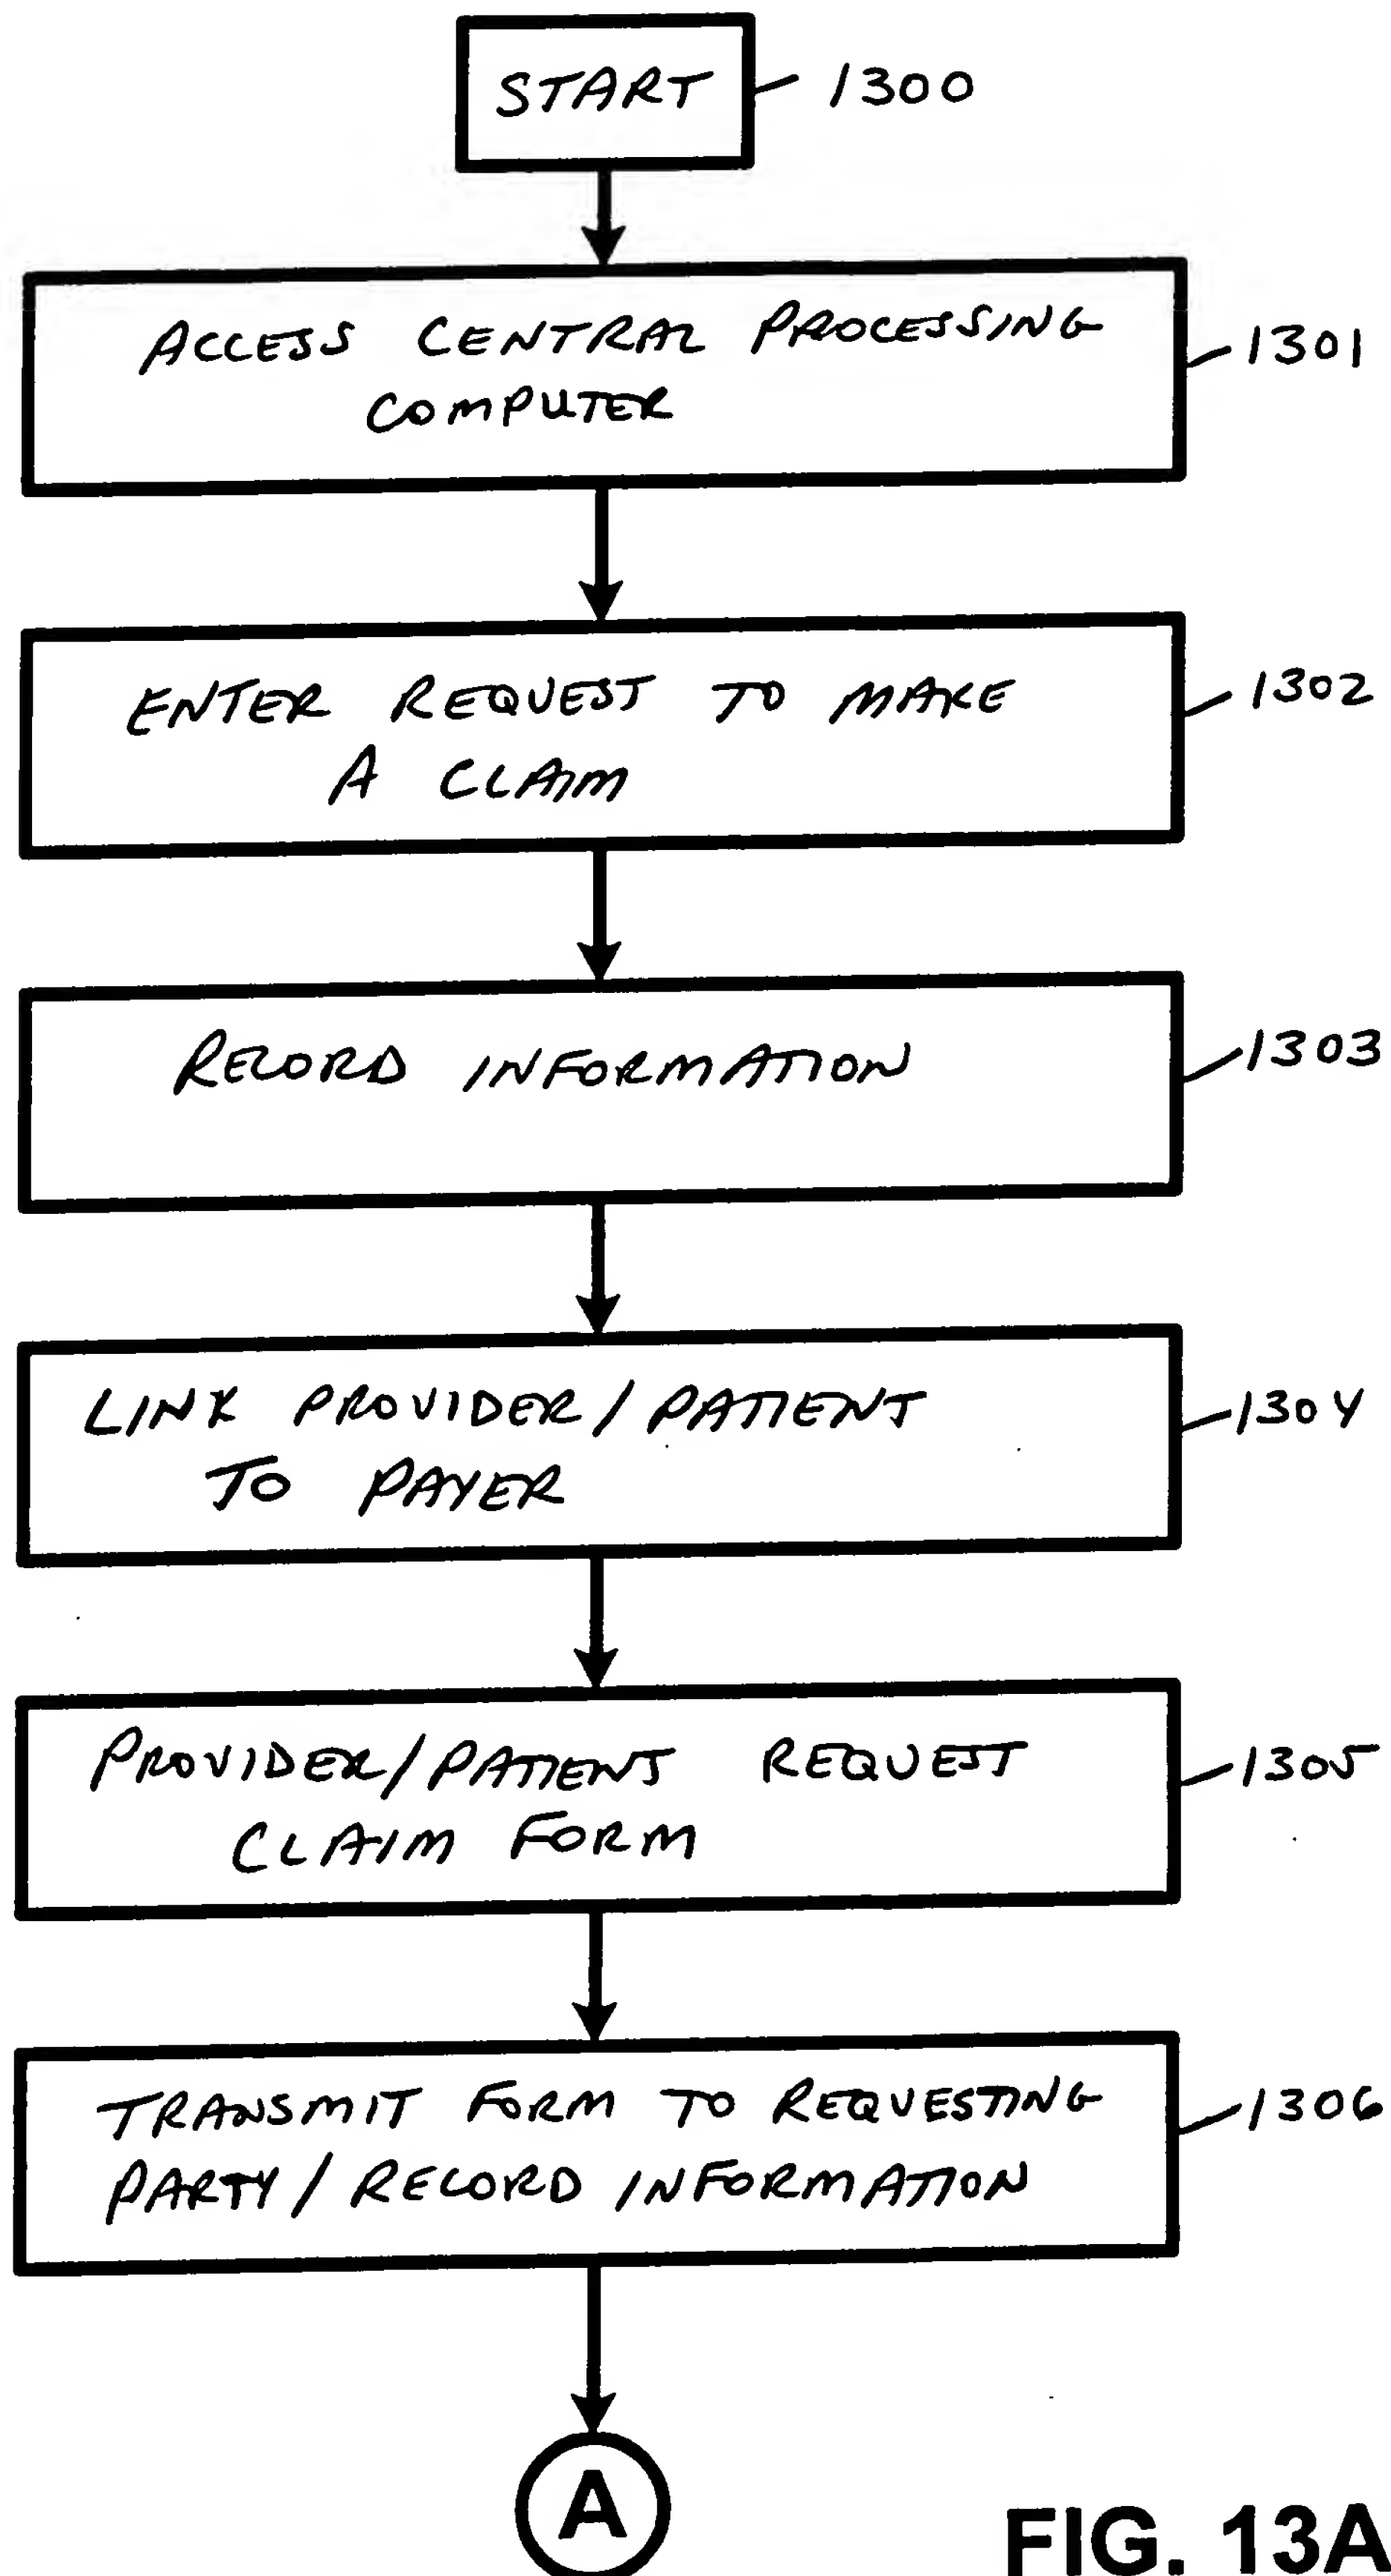 START 1300
ACCESS CENTRAL PROCESSING
COMPUTER
1301
ENTER REQUEST TO MAKE
A CLAIM
1302
RECORD INFORMATION
1303
LINK PROVIDER/PATIENT
TO PAYER
1304
PROVIDER/PATIENT REQUEST
CLAIM FORM
1305
TRANSMIT FORM TO REQUESTING
PARTY/RECORD INFORMATION
1306
A
FIG. 13A